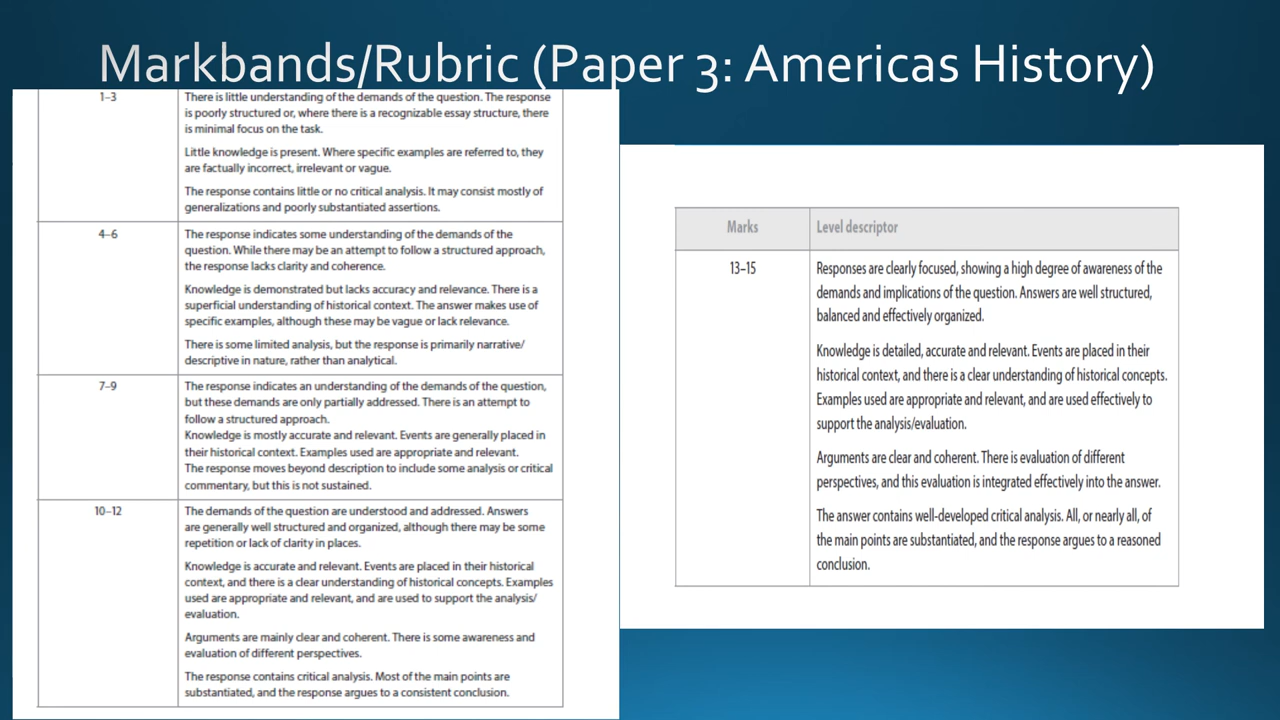 Markbands/Rubric (Paper 3: Americas History)
1–3
There is little understanding of the demands of the question. The response
is poorly structured or, where there is a recognizable essay structure, there
is minimal focus on the task.
Little knowledge is present. Where specific examples are referred to, they
are factually incorrect, irrelevant or vague.
The response contains little or no critical analysis. It may consist mostly of
generalizations and poorly substantiated assertions.
4–6
The response indicates some understanding of the demands of the
question. While there may be an attempt to follow a structured approach,
the response lacks clarity and coherence.
Knowledge is demonstrated but lacks accuracy and relevance. There is a
superficial understanding of historical context. The answer makes use of
specific examples, although these may be vague or lack relevance.
There is some limited analysis, but the response is primarily narrative/
descriptive in nature, rather than analytical.
7–9
The response indicates an understanding of the demands of the question,
but these demands are only partially addressed. There is an attempt to
follow a structured approach.
Knowledge is mostly accurate and relevant. Events are generally placed in
their historical context. Examples used are appropriate and relevant.
The response moves beyond description to include some analysis or critical
commentary, but this is not sustained.
10–12
The demands of the question are understood and addressed. Answers
are generally well structured and organized, although there may be some
repetition or lack of clarity in places.
Knowledge is accurate and relevant. Events are placed in their historical
context, and there is a clear understanding of historical concepts. Examples
used are appropriate and relevant, and are used to support the analysis/
evaluation.
Arguments are mainly clear and coherent. There is some awareness and
evaluation of different perspectives.
The response contains critical analysis. Most of the main points are
substantiated, and the response argues to a consistent conclusion.
Marks
Level descriptor
13–15
Responses are clearly focused, showing a high degree of awareness of the
demands and implications of the question. Answers are well structured,
balanced and effectively organized.
Knowledge is detailed, accurate and relevant. Events are placed in their
historical context, and there is a clear understanding of historical concepts.
Examples used are appropriate and relevant, and are used effectively to
support the analysis/evaluation.
Arguments are clear and coherent. There is evaluation of different
perspectives, and this evaluation is integrated effectively into the answer.
The answer contains well-developed critical analysis. All, or nearly all, of
the main points are substantiated, and the response argues to a reasoned
conclusion.